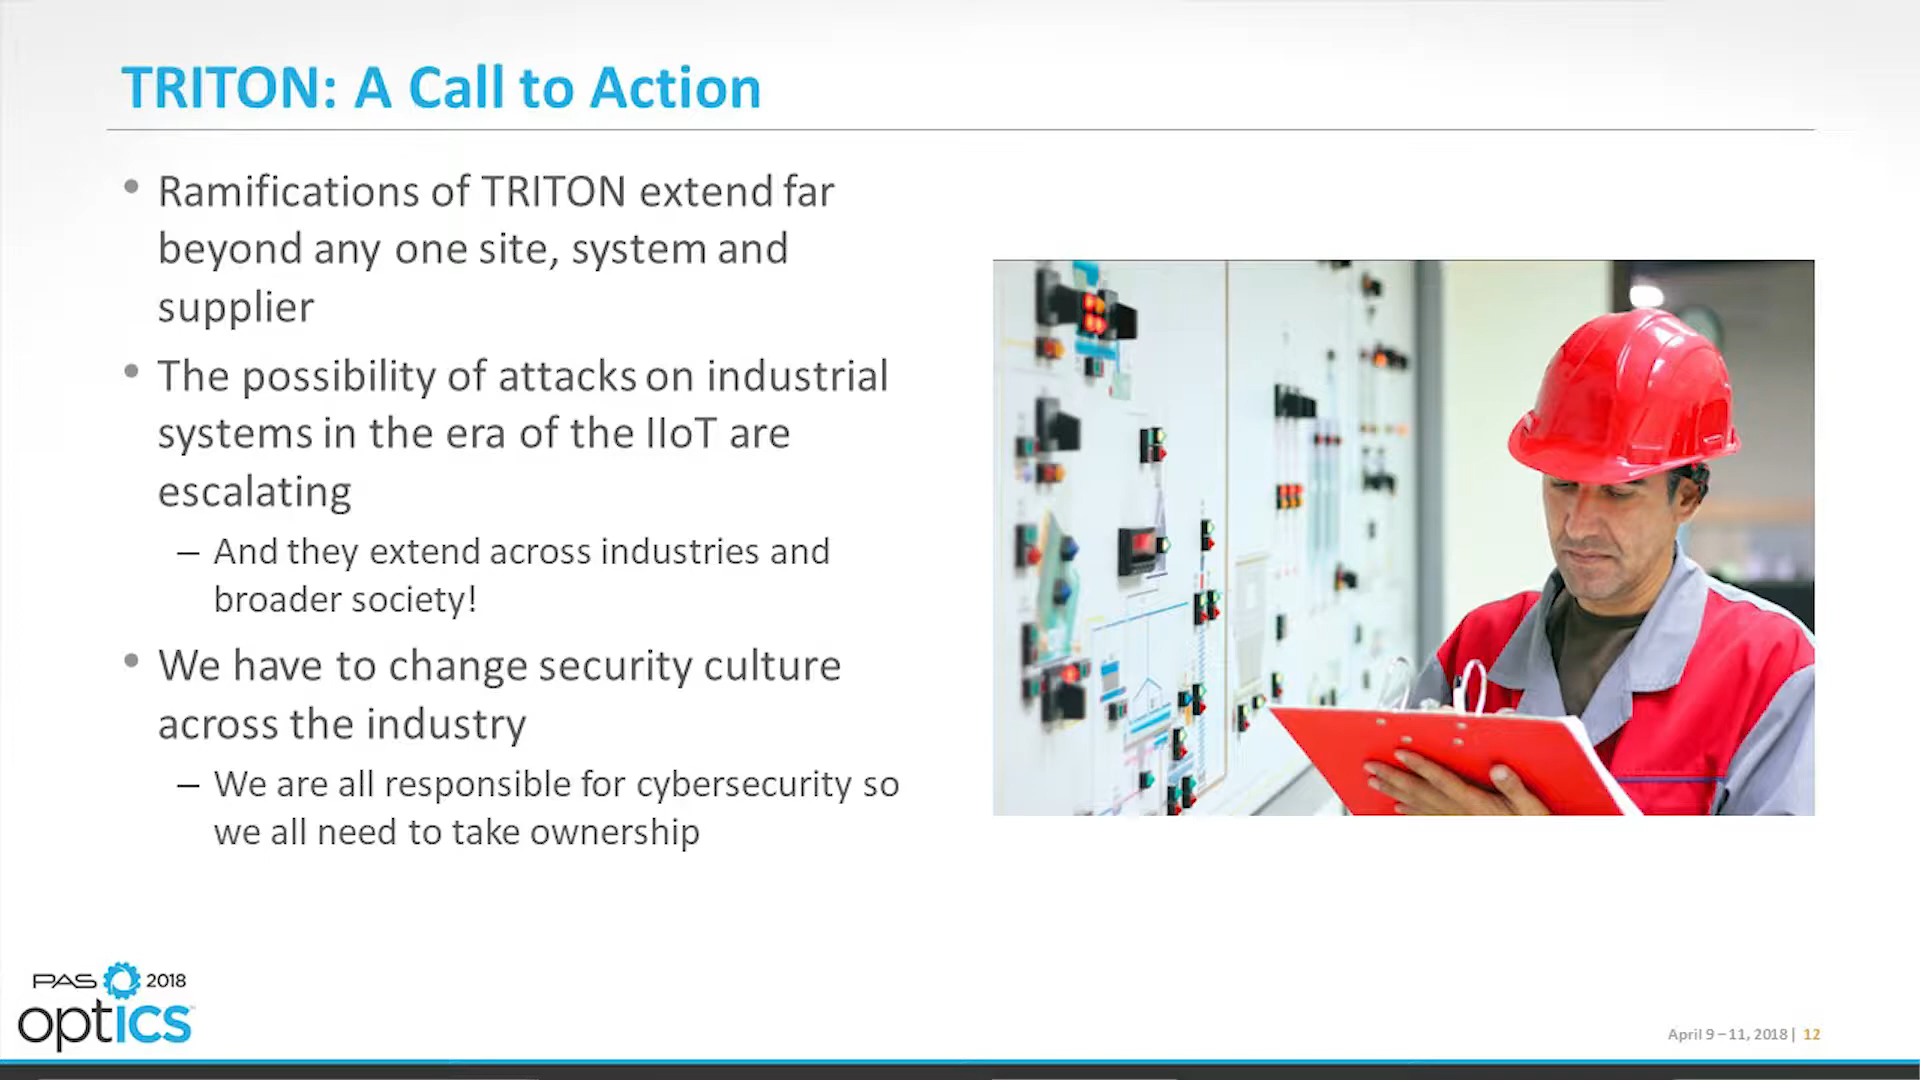 TRITON: A Call to Action
• Ramifications of TRITON extend far
beyond any one site, system and
supplier
• The possibility of attacks on industrial
systems in the era of the IIoT are
escalating
– And they extend across industries and
broader society!
• We have to change security culture
across the industry
– We are all responsible for cybersecurity so
we all need to take ownership
PAS 2018
optICS
April 9 – 11, 2018 | 12